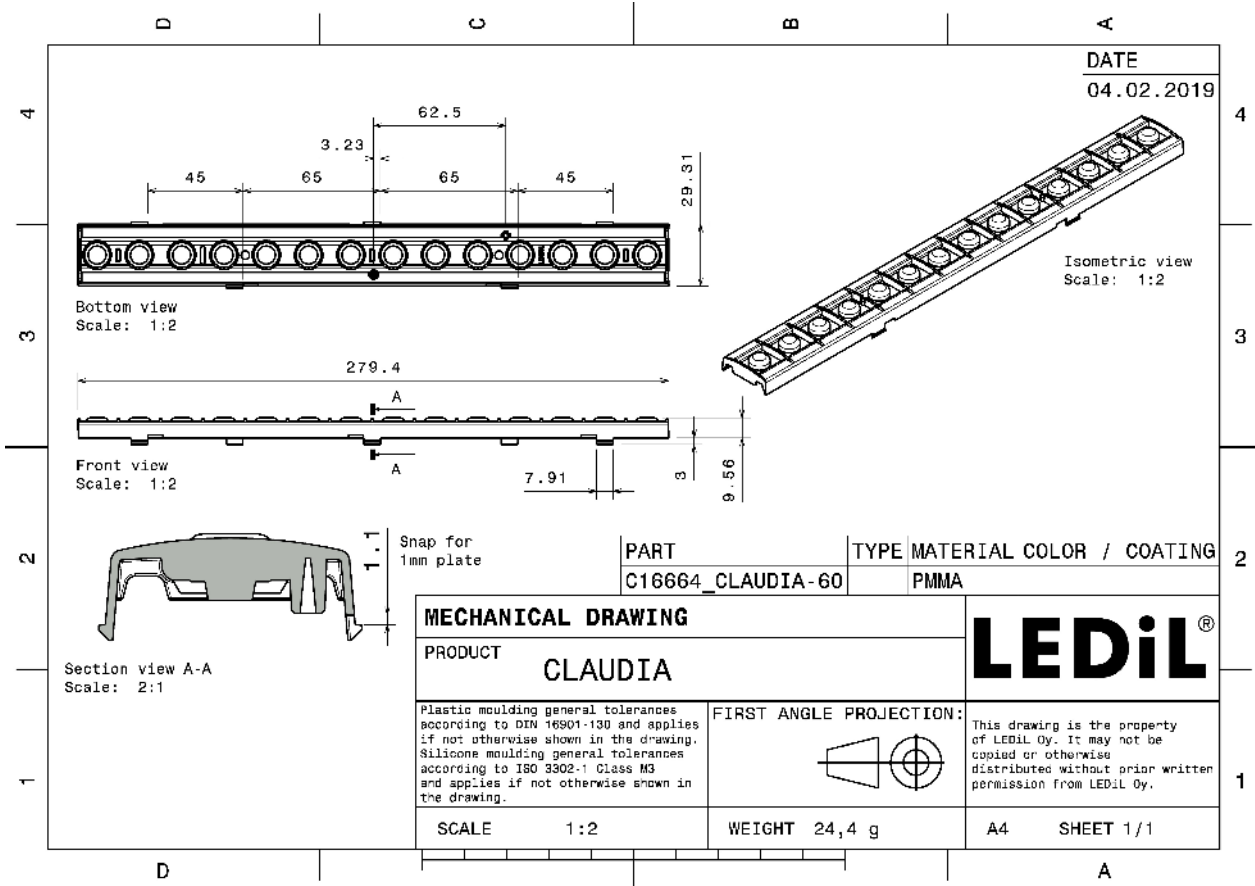 D C B A
DATE
04.02.2019
4 4
62.5
3.23
45 65 65 45
29.31
Bottom view
Scale: 1:2
Isometric view
Scale: 1:2
3 3
279.4
A
A
Front view
Scale: 1:2
7.91
3
9.56
2 2
1.1
Snap for
1mm plate
Section view A-A
Scale: 2:1
PART TYPE MATERIAL COLOR / COATING
C16664_CLAUDIA-60 PMMA
MECHANICAL DRAWING
PRODUCT
CLAUDIA
LEDiL®
Plastic moulding general tolerances
according to DIN 16901-130 and applies
if not otherwise shown in the drawing.
Silicone moulding general tolerances
according to ISO 3302-1 Class M3
and applies if not otherwise shown in
the drawing.
FIRST ANGLE PROJECTION:
This drawing is the property
of LEDiL Oy. It may not be
copied or otherwise
distributed without prior written
permission from LEDiL Oy.
1 1
SCALE 1:2
WEIGHT 24,4 g
A4 SHEET 1/1
D A